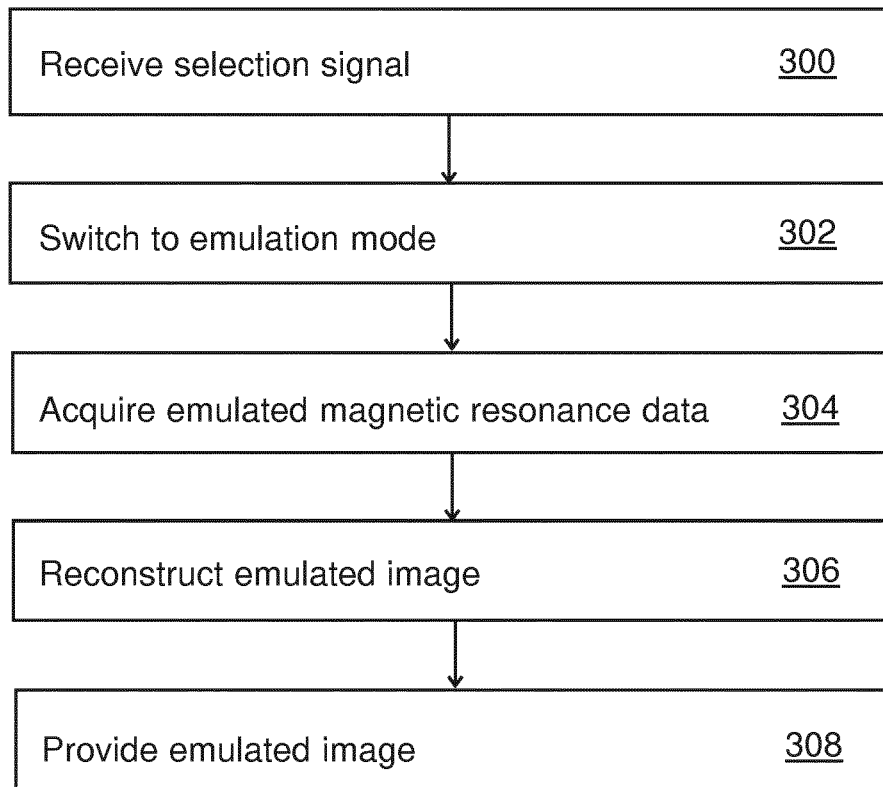 Receive selection signal 300
Switch to emulation mode 302
Acquire emulated magnetic resonance data 304
Reconstruct emulated image 306
Provide emulated image 308